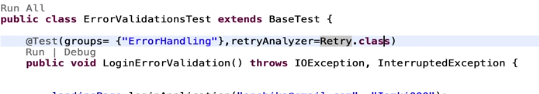 Run All
public class ErrorValidationsTest extends BaseTest {
@Test(groups= {"ErrorHandling"},retryAnalyzer=Retry.class)
Run | Debug
public void LoginErrorValidation() throws IOException, InterruptedException {